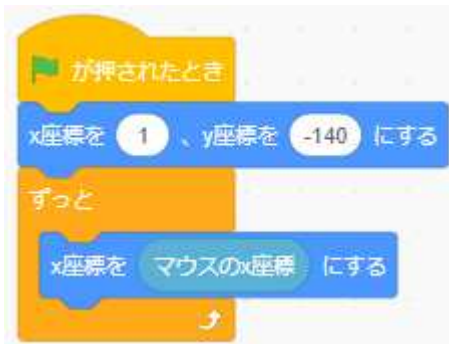 が押されたとき
x座標を 1 、y座標を -140 にする
ずっと
x座標を マウスのx座標 にする